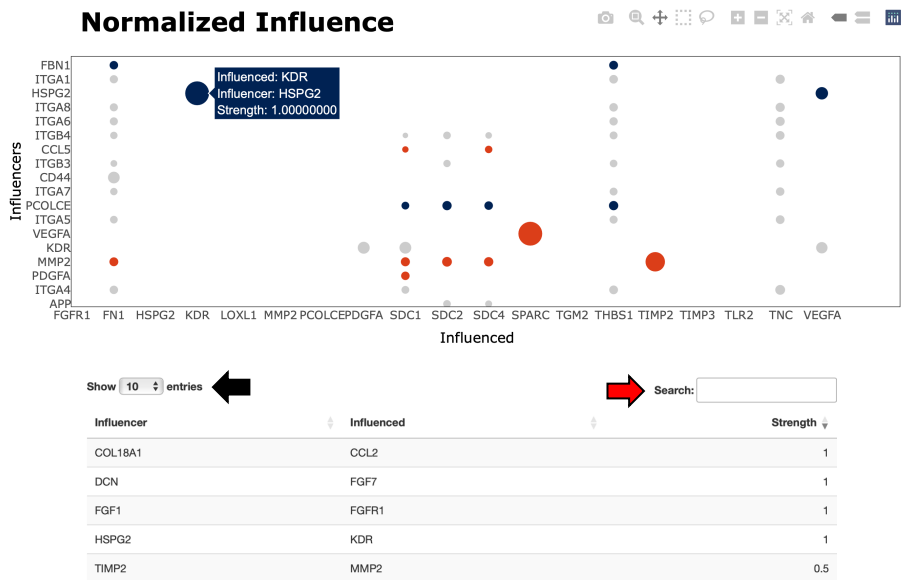 Normalized Influence
FBN1
ITGA1
HSPG2
ITGA8
ITGA6
ITGB4
CCL5
ITGB3
CD44
ITGA7
PCOLCE
ITGA5
VEGFA
KDR
MMP2
PDGFA
ITGA4
APP
Influencers
Influenced: KDR
Influencer: HSPG2
Strength: 1.00000000
FGFR1 FN1 HSPG2 KDR LOXL1 MMP2 PCOLCE PDGFA SDC1 SDC2 SDC4 SPARC TGM2 THBS1 TIMP2 TIMP3 TLR2 TNC VEGFA
Influenced
Show 10 entries Search:
Influencer Influenced Strength
COL18A1 CCL2 1
DCN FGF7 1
FGF1 FGFR1 1
HSPG2 KDR 1
TIMP2 MMP2 0.5